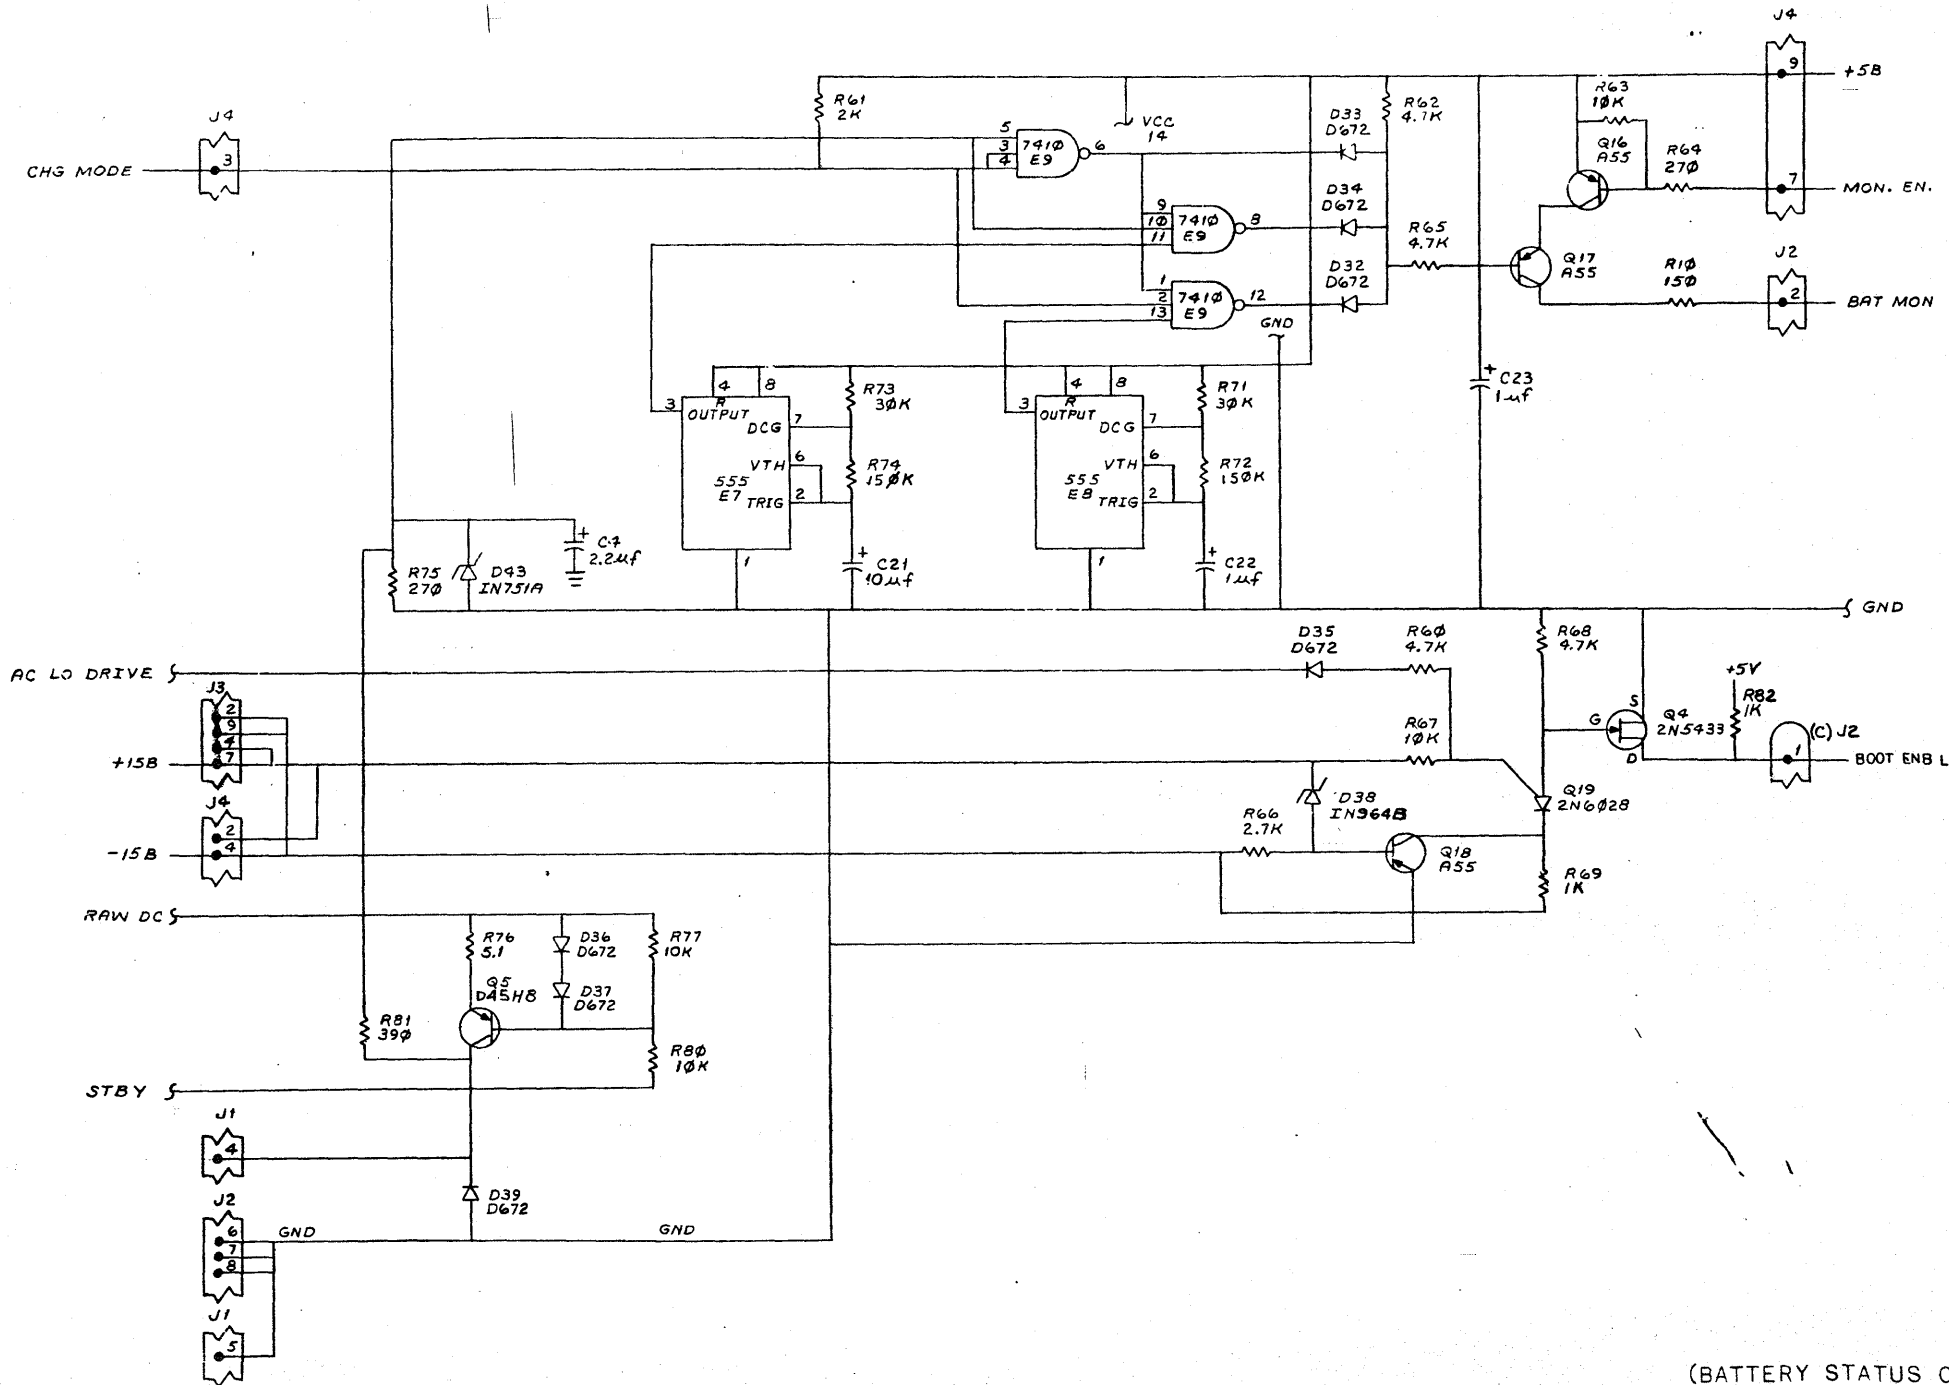 J4
J4
9
+5B
R61
2K
VCC
14
D33
D672
R62
4.7K
R63
10K
Q16
A55
R64
270
7
MON. EN.
CHG MODE
3
5
3
4
7410
E9
6
D34
D672
9
10
11
7410
E9
8
R65
4.7K
Q17
A55
R10
150
J2
2
BAT MON
D32
D672
1
2
13
7410
E9
12
GND
4
8
R73
30K
3
R
OUTPUT
DCG
7
VTH
6
R74
150K
555
E7
TRIG
2
1
C21
10µf
4
8
R71
30K
3
R
OUTPUT
DCG
7
VTH
6
R72
150K
555
E8
TRIG
2
1
+
C22
1µf
+
C23
1µf
+
+
C7
2.2µf
R75
270
D43
IN751A
GND
D35
D672
R60
4.7K
R68
4.7K
AC LO DRIVE
J3
2
9
4
7
+15B
J4
2
4
-15B
R67
10K
+5V
R82
1K
S
G
D
Q4
2N5433
(C) J2
1
BOOT ENB L
D38
IN964B
Q19
2N6028
R66
2.7K
Q18
A55
R69
1K
RAW DC
R76
5.1
D36
D672
R77
10K
Q5
D45H8
D37
D672
R81
390
R80
10K
STBY
J1
4
D39
D672
J2
6
7
8
GND
GND
J1
5
(BATTERY STATUS